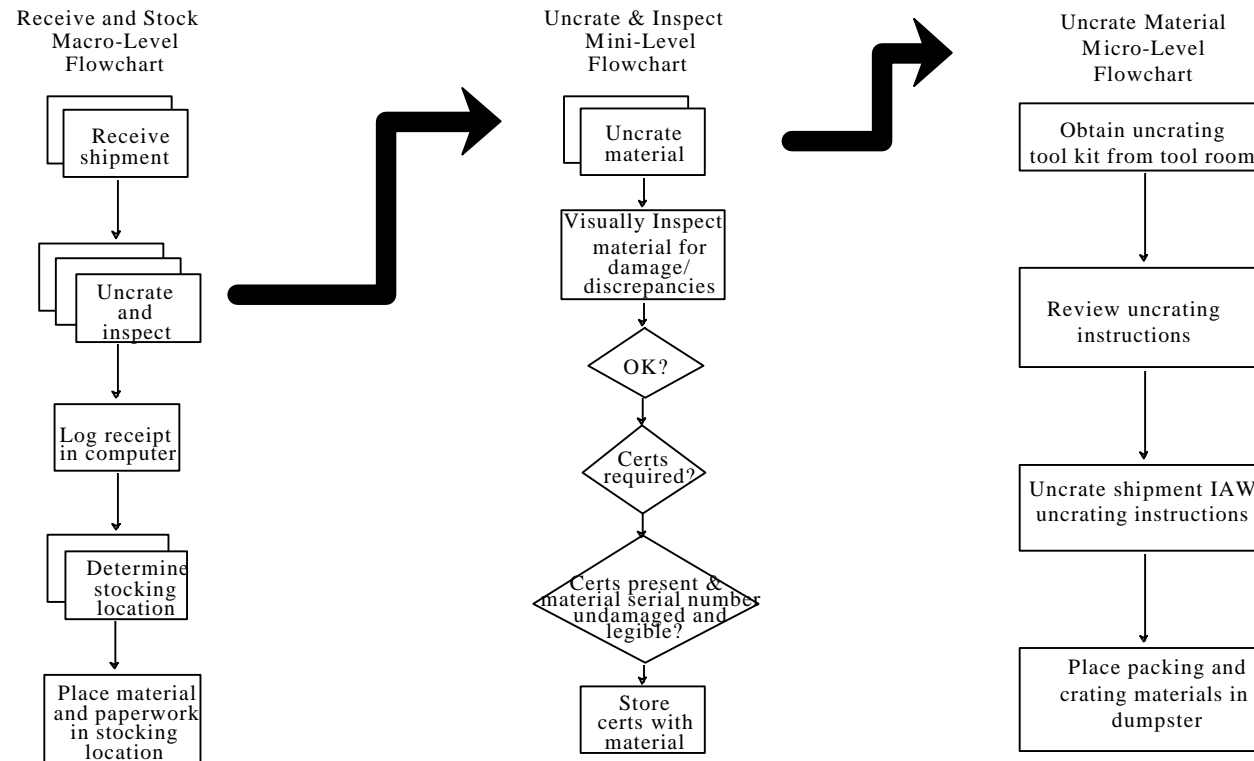 Receive and Stock
Macro-Level
Flowchart
Receive
shipment
Uncrate
and
inspect
Log receipt
in computer
Determine
stocking
location
Place material
and paperwork
in stocking
location
Uncrate & Inspect
Mini-Level
Flowchart
Uncrate
material
Visually Inspect
material for
damage/
discrepancies
OK?
Certs
required?
Certs present &
material serial number
undamaged and
legible?
Store
certs with
material
Uncrate Material
Micro-Level
Flowchart
Obtain uncrating
tool kit from tool room
Review uncrating
instructions
Uncrate shipment IAW
uncrating instructions
Place packing and
crating materials in
dumpster